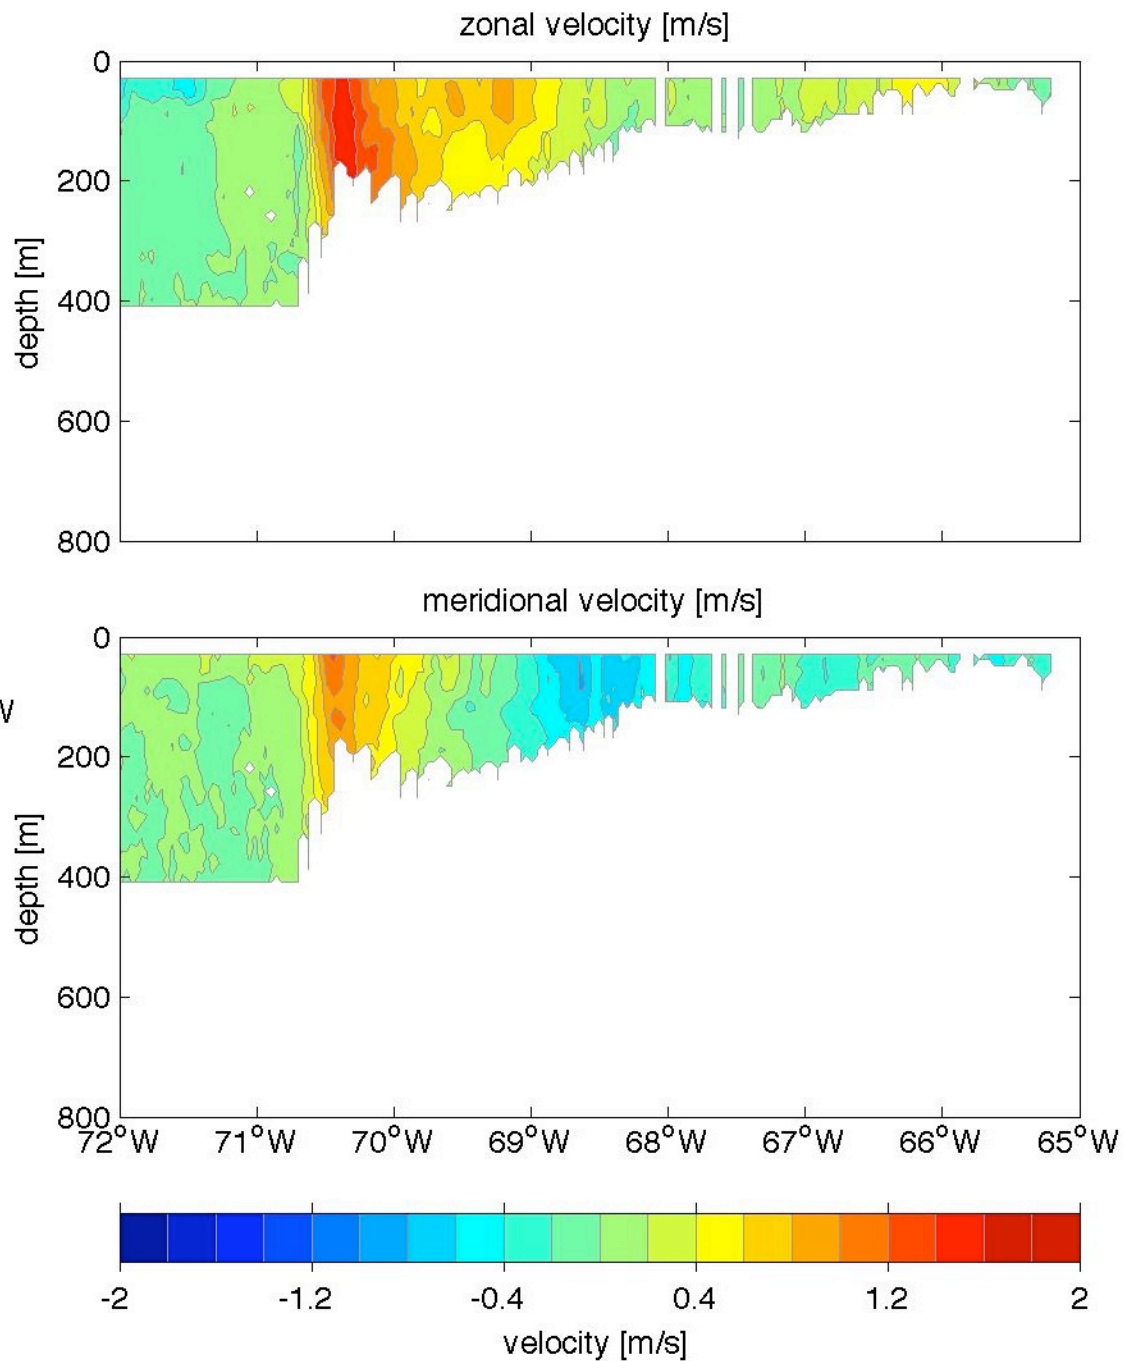 zonal velocity [m/s]
0
200
400
600
800
depth [m]
meridional velocity [m/s]
0
200
400
600
800
depth [m]
W
72°W 71°W 70°W 69°W 68°W 67°W 66°W 65°W
-2 -1.2 -0.4 0.4 1.2 2
velocity [m/s]